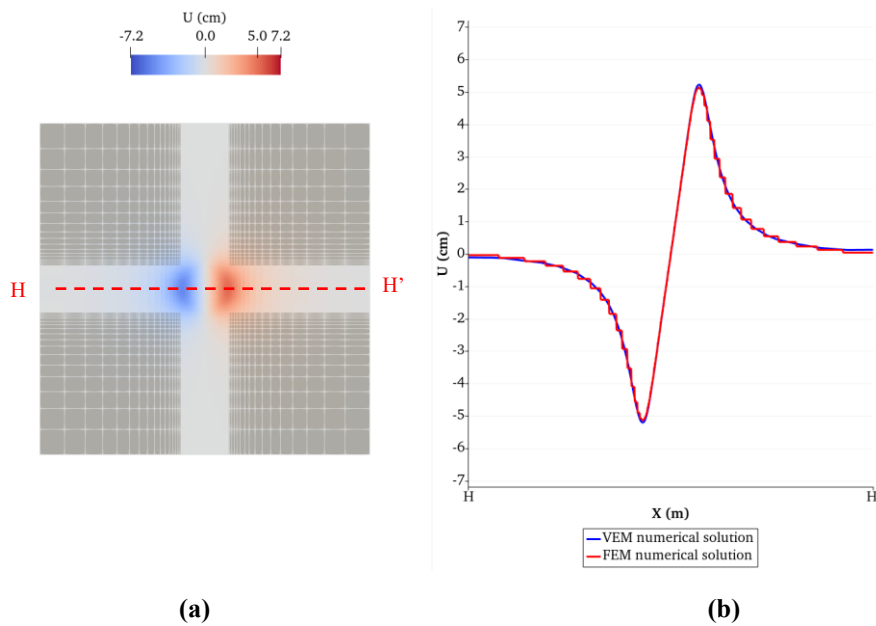 U (cm)
-7.2 0.0 5.0 7.2
H H’
(a)
7
6
5
4
3
2
1
0
-1
-2
-3
-4
-5
-6
-7
U (cm)
H H
X (m)
VEM numerical solution
FEM numerical solution
(b)